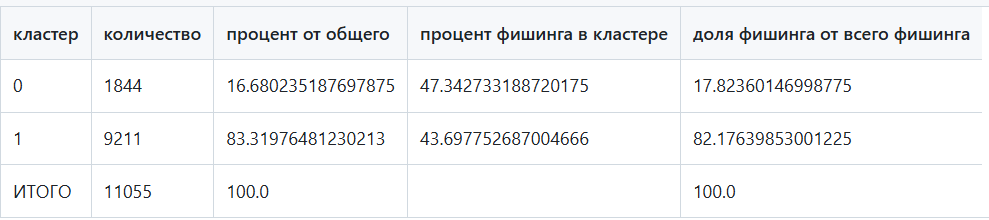 кластер количество процент от общего процент фишинга в кластере доля фишинга от всего фишинга
0 1844 16.680235187697875 47.342733188720175 17.82360146998775
1 9211 83.31976481230213 43.697752687004666 82.17639853001225
ИТОГО 11055 100.0 100.0